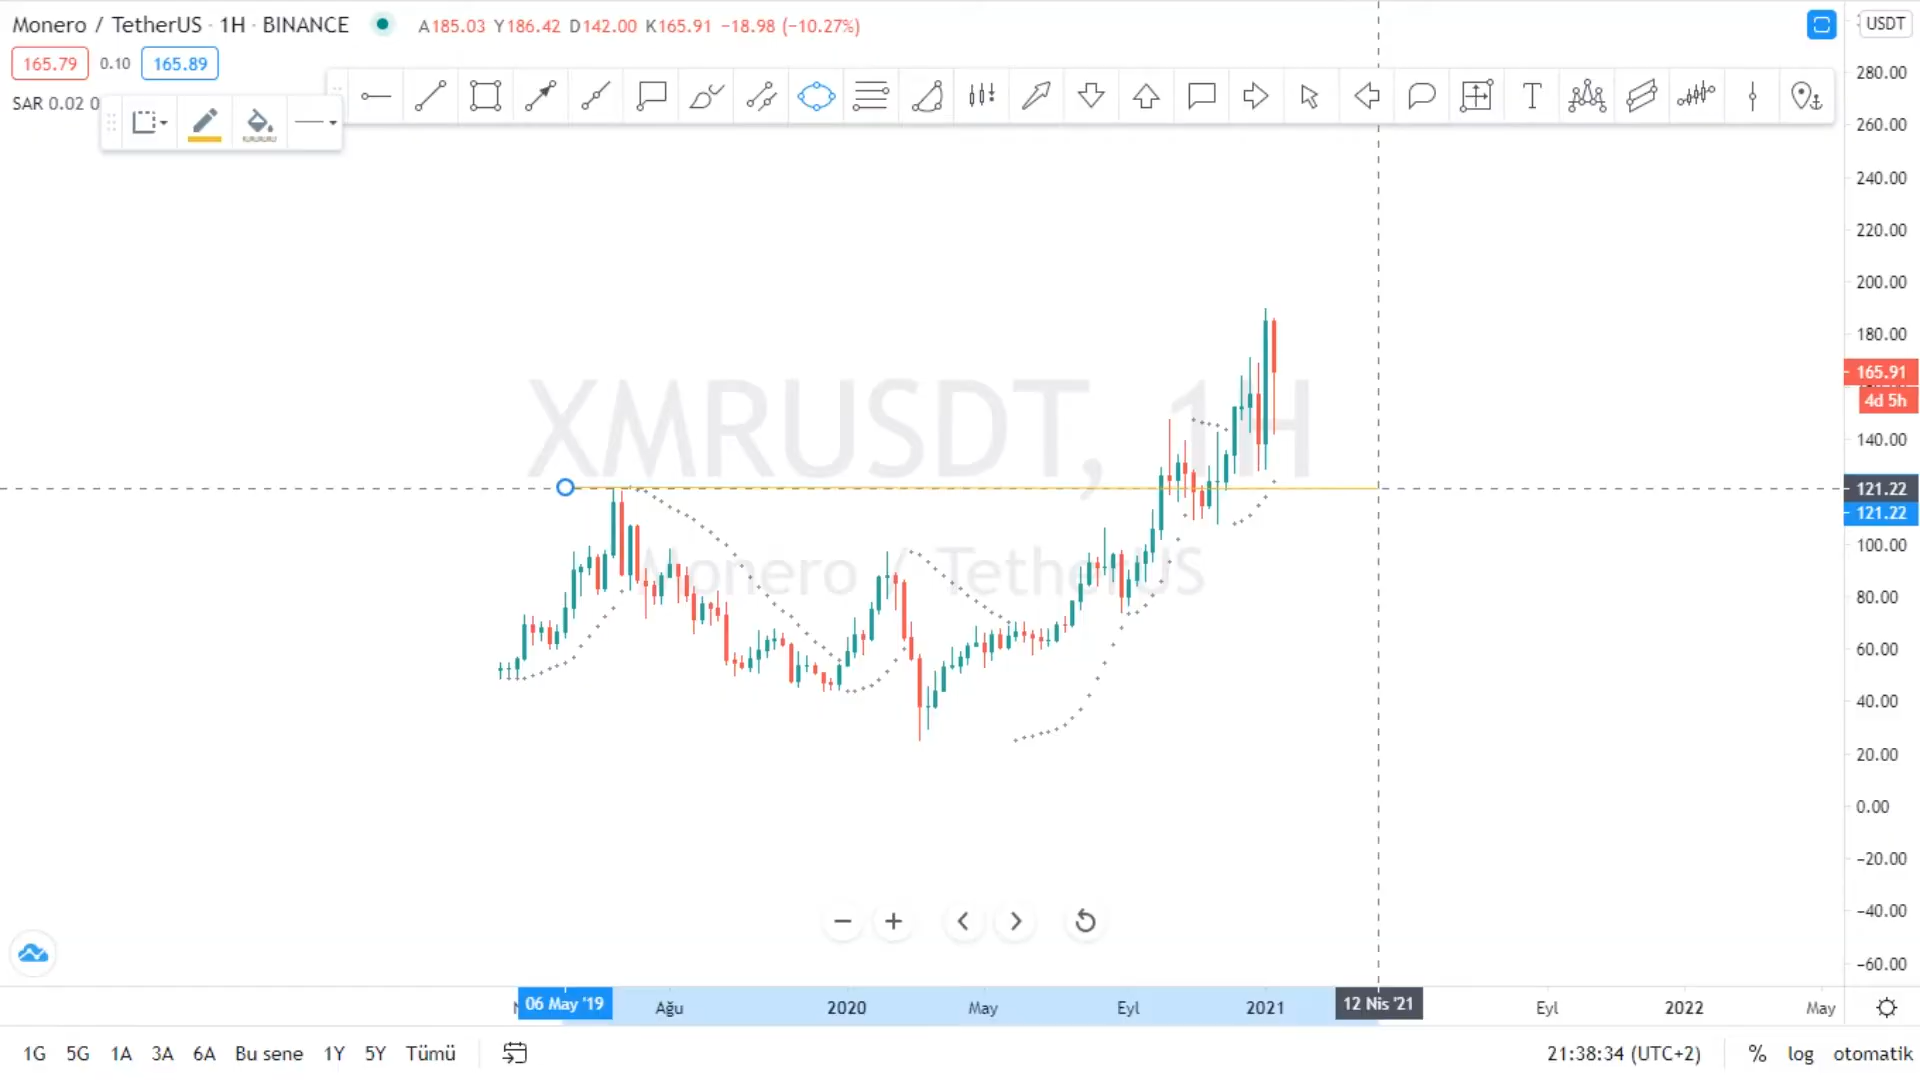 Monero / TetherUS · 1H · BINANCE A185.03 Y186.42 D142.00 K165.91 −18.98 (−10.27%) USDT
165.79 0.10 165.89
SAR 0.02 0
XMRUSDT, 1H
Monero / TetherUS
280.00
260.00
240.00
220.00
200.00
180.00
165.91
4d 5h
140.00
121.22
121.22
100.00
80.00
60.00
40.00
20.00
0.00
−20.00
−40.00
−60.00
06 May '19 Ağu 2020 May Eyl 2021 12 Nis '21 Eyl 2022 May
1G 5G 1A 3A 6A Bu sene 1Y 5Y Tümü 21:38:34 (UTC+2) % log otomatik